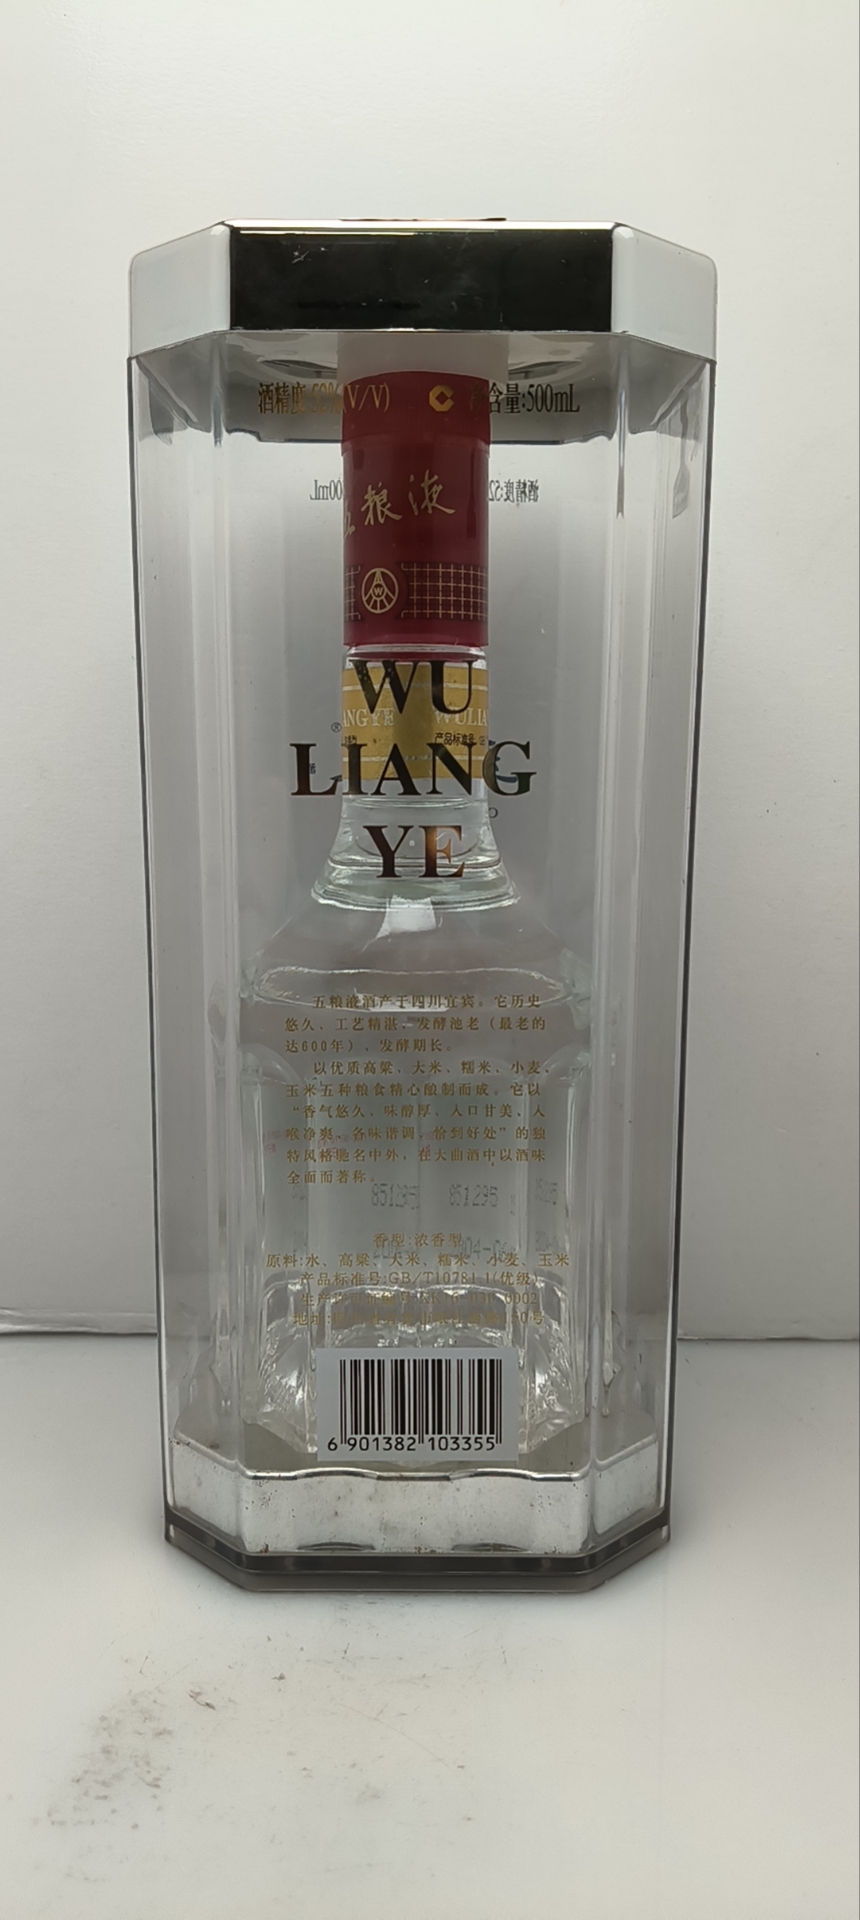 酒精度:52%(V/V) 净含量:500mL
粮液
WU
LIANG
YE
产品标准号
五粮液酒产于四川宜宾。它历史
悠久、工艺精湛、发酵池老（最老的
达600年）、发酵期长。
以优质高粱、大米、糯米、小麦、
玉米五种粮食精心酿制而成。它以
“香气悠久、味醇厚、入口甘美、入
喉净爽、各味谐调、恰到好处”的独
特风格驰名中外，在大曲酒中以酒味
全面而著称。
851295 851295
香型:浓香型
原料:水、高粱、大米、糯米、小麦、玉米
产品标准号:GB/T10781.1(优级)
6 901382 103355